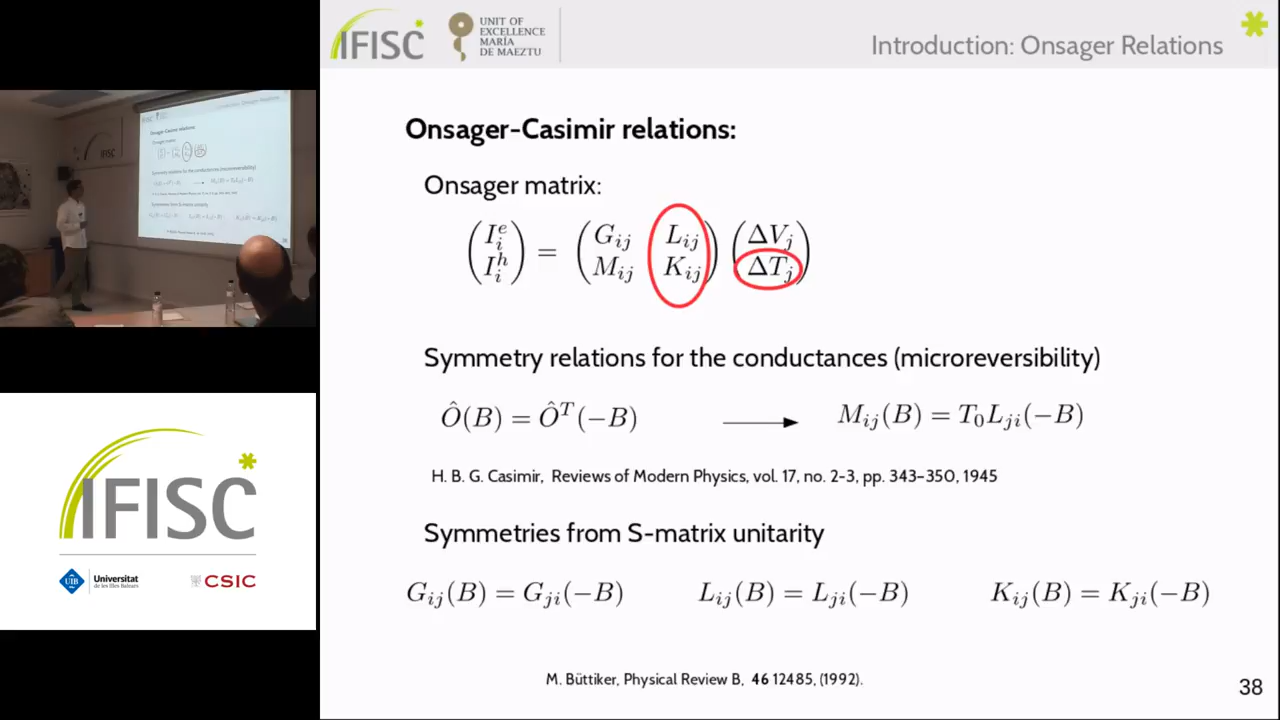 IFISC
UNIT OF
EXCELLENCE
MARÍA
DE MAEZTU
Introduction: Onsager Relations
Onsager-Casimir relations:
Onsager matrix:
(I_i^e I_i^h) = (G_ij L_ij M_ij K_ij) (ΔV_j ΔT_j)
Symmetry relations for the conductances (microreversibility)
Ô(B) = Ô^T(−B) → M_ij(B) = T_0 L_ji(−B)
H. B. G. Casimir, Reviews of Modern Physics, vol. 17, no. 2-3, pp. 343–350, 1945
Symmetries from S-matrix unitarity
G_ij(B) = G_ji(−B) L_ij(B) = L_ji(−B) K_ij(B) = K_ji(−B)
M. Büttiker, Physical Review B, 46 12485, (1992).
38
IFISC
UIB Universitat
de les Illes Balears
CSIC